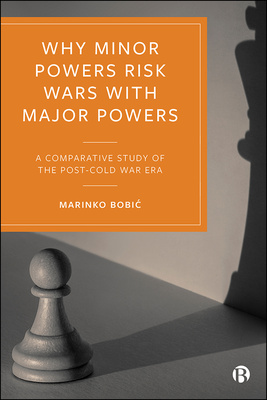 WHY MINOR
POWERS RISK
WARS WITH
MAJOR POWERS
A COMPARATIVE STUDY OF
THE POST-COLD WAR ERA
MARINKO BOBIĆ
B